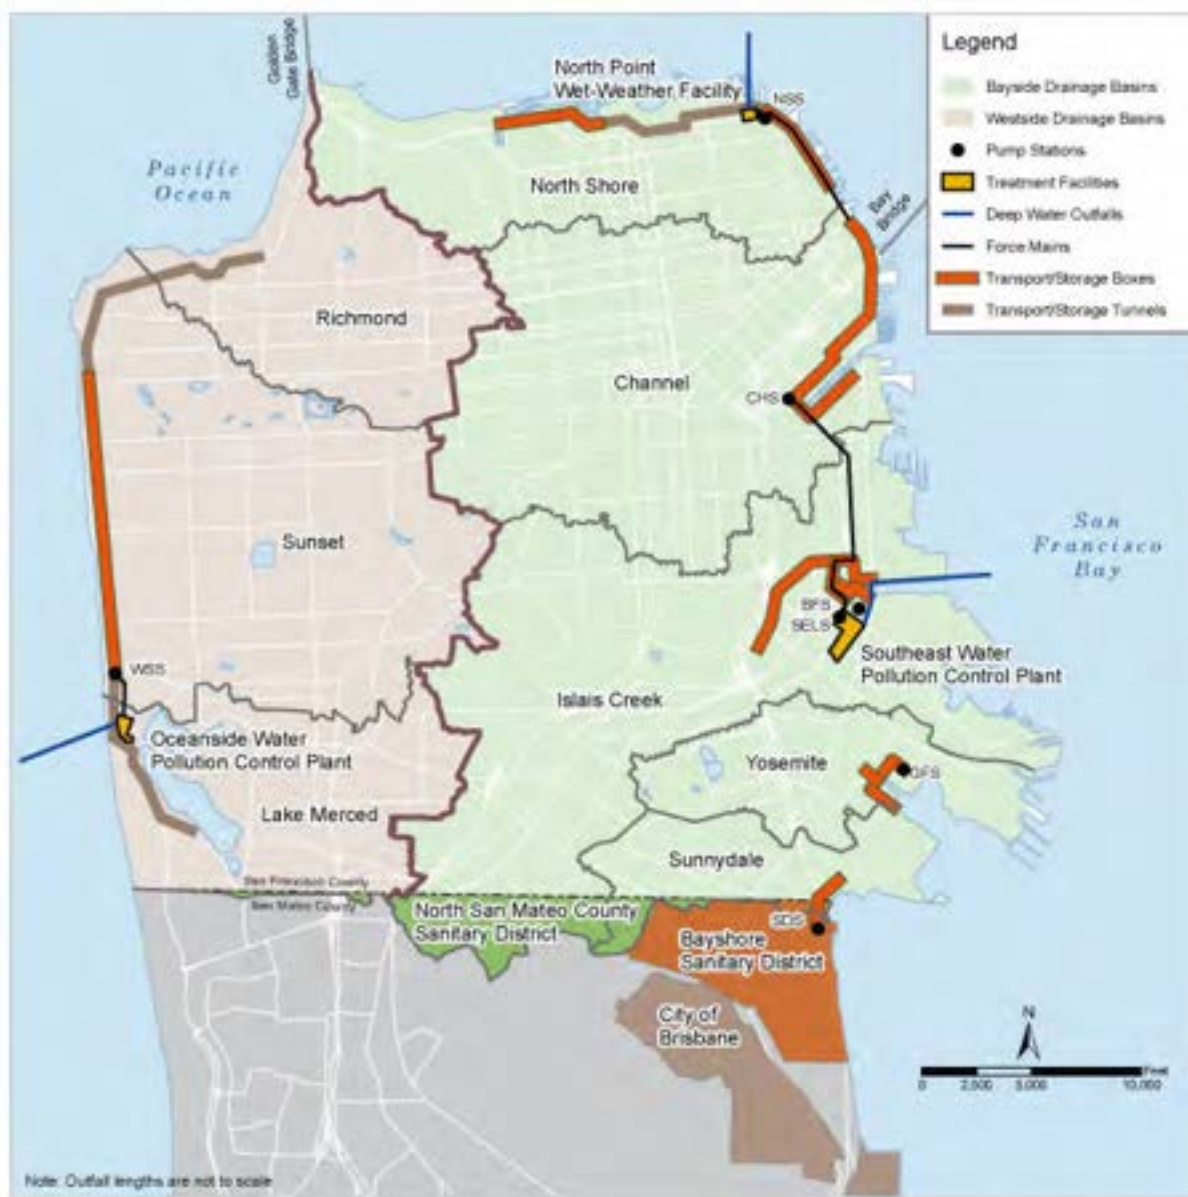 Golden
Gate Bridge
North Point
Wet-Weather Facility
NSS
Legend
Bayside Drainage Basins
Westside Drainage Basins
Pump Stations
Treatment Facilities
Deep Water Outfalls
Force Mains
Transport/Storage Boxes
Transport/Storage Tunnels
Pacific
Ocean
North Shore
Bay
Bridge
Richmond
Channel
CHS
Sunset
San
Francisco
Bay
BFS
SELS
WSS
Southeast Water
Pollution Control Plant
Islais Creek
Oceanside Water
Pollution Control Plant
Yosemite
GFS
Lake Merced
Sunnydale
San Francisco County
San Mateo County
North San Mateo County
Sanitary District
SDS
Bayshore
Sanitary District
City of
Brisbane
N
Feet
0 2,500 5,000 10,000
Note: Outfall lengths are not to scale